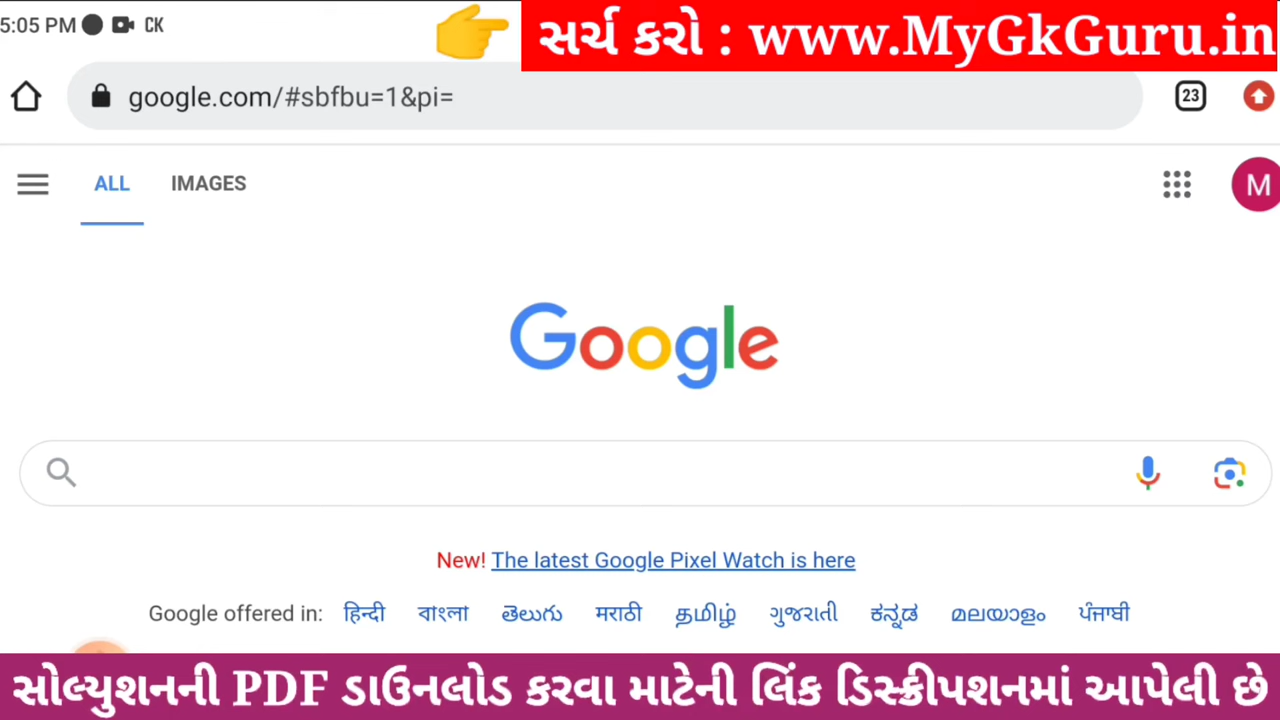 5:05 PM CK
સર્ચ કરો : www.MyGkGuru.in
google.com/#sbfbu=1&pi=
23
ALL IMAGES
M
Google
New! The latest Google Pixel Watch is here
Google offered in: हिन्दी বাংলা తెలుగు मराठी தமிழ் ગુજરાતી ಕನ್ನಡ മലയാളം ਪੰਜਾਬੀ
સોલ્યુશનની PDF ડાઉનલોડ કરવા માટેની લિંક ડિસ્ક્રીપશનમાં આપેલી છે